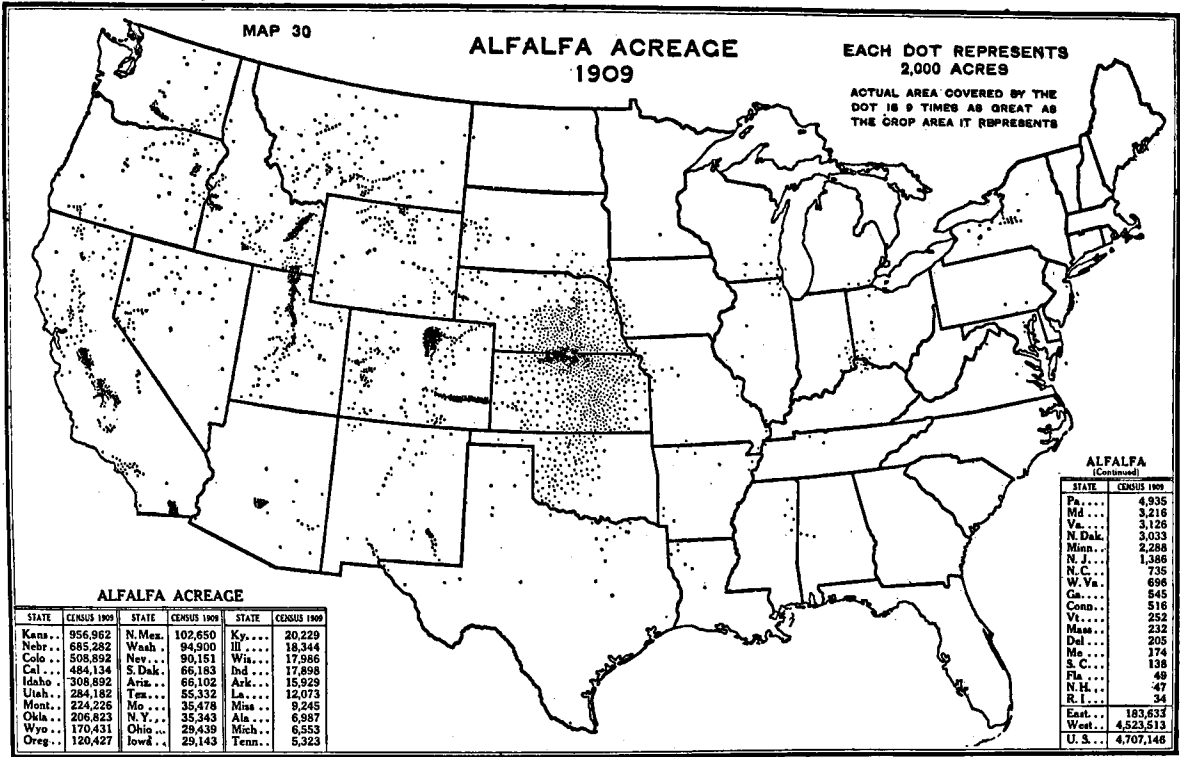 MAP 30
ALFALFA ACREAGE
1909
EACH DOT REPRESENTS
2,000 ACRES
ACTUAL AREA COVERED BY THE
DOT IS 9 TIMES AS GREAT AS
THE CROP AREA IT REPRESENTS
ALFALFA ACREAGE
STATE CENSUS 1909 STATE CENSUS 1909 STATE CENSUS 1909
Kans.. 956,962 N. Mex. 102,650 Ky.... 20,229
Nebr.. 685,282 Wash. 94,900 Ill.... 18,344
Colo.. 508,892 Nev... 90,151 Wis... 17,986
Cal... 484,134 S. Dak. 66,183 Ind... 17,898
Idaho. 308,892 Ariz... 66,102 Ark... 15,929
Utah.. 284,182 Tex... 55,332 La.... 12,073
Mont.. 224,226 Mo.... 35,478 Miss.. 9,245
Okla.. 206,823 N. Y... 35,343 Ala... 6,987
Wyo.. 170,431 Ohio... 29,439 Mich.. 6,553
Oreg.. 120,427 Iowa.. 29,143 Tenn.. 5,323
ALFALFA
(Continued)
STATE CENSUS 1909
Pa.... 4,935
Md... 3,216
Va.... 3,126
N. Dak. 3,033
Minn.. 2,288
N. J... 1,386
N. C... 735
W. Va. 696
Ga.... 545
Conn.. 516
Vt.... 252
Mass.. 232
Del... 205
Me... 174
S. C... 138
Fla... 49
N. H... 47
R. I... 34
East... 183,633
West.. 4,523,513
U. S... 4,707,146